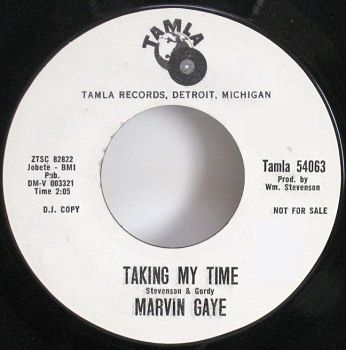 TAMLA
TAMLA RECORDS, DETROIT, MICHIGAN
ZTSC 82822
Jobete - BMI
Pub.
DM-V 003321
Time 2:05
D.J. COPY
Tamla 54063
Prod. by
Wm. Stevenson
NOT FOR SALE
TAKING MY TIME
Stevenson & Gordy
MARVIN GAYE